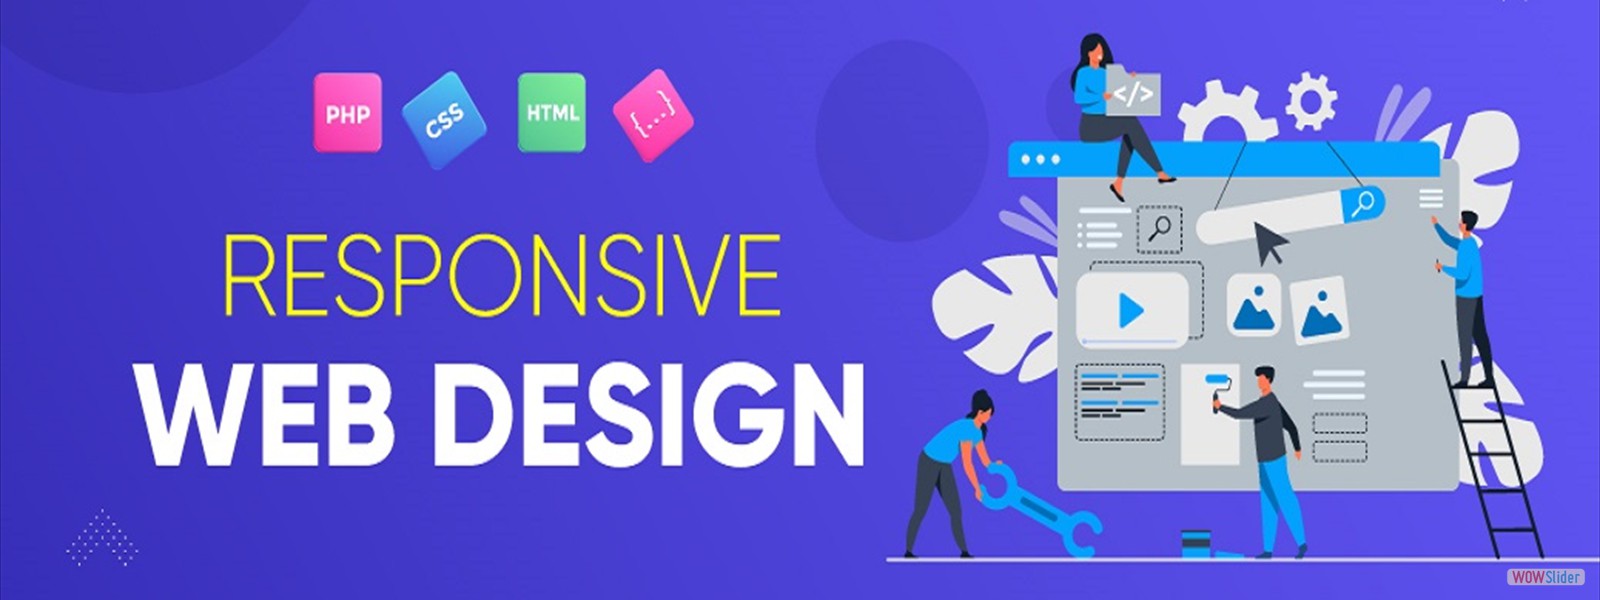 PHP
CSS
HTML
{...}
</>
RESPONSIVE
WEB DESIGN
WOWSlider